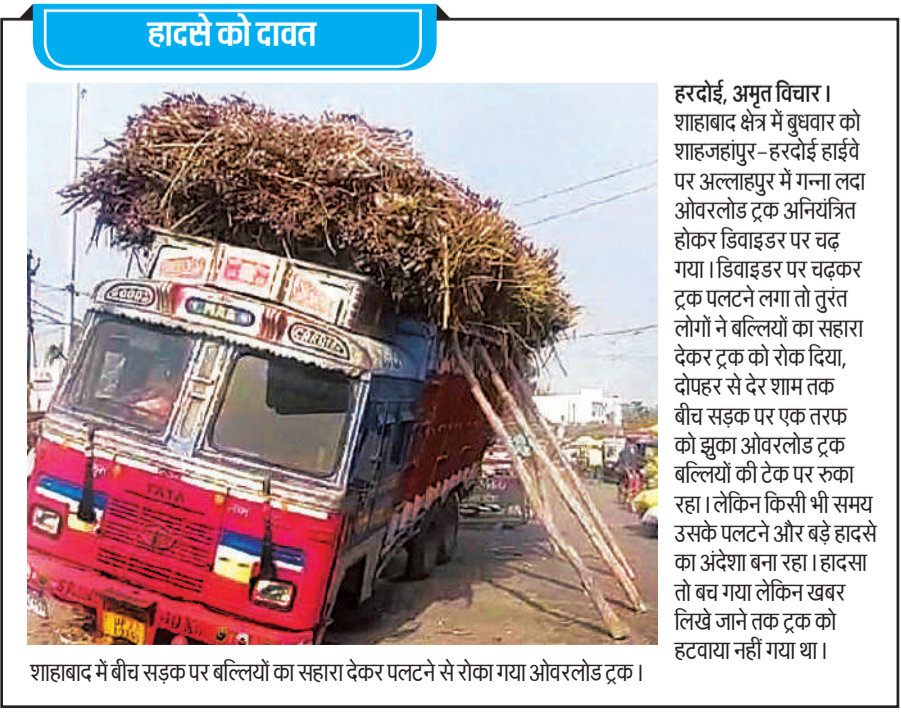 हादसे को दावत
हरदोई, अमृत विचार।
शाहाबाद क्षेत्र में बुधवार को
शाहजहांपुर-हरदोई हाईवे
पर अल्लाहपुर में गन्ना लदा
ओवरलोड ट्रक अनियंत्रित
होकर डिवाइडर पर चढ़
गया। डिवाइडर पर चढ़कर
ट्रक पलटने लगा तो तुरंत
लोगों ने बल्लियों का सहारा
देकर ट्रक को रोक दिया,
दोपहर से देर शाम तक
बीच सड़क पर एक तरफ
को झुका ओवरलोड ट्रक
बल्लियों की टेक पर रुका
रहा। लेकिन किसी भी समय
उसके पलटने और बड़े हादसे
का अंदेशा बना रहा। हादसा
तो बच गया लेकिन खबर
लिखे जाने तक ट्रक को
हटवाया नहीं गया था।
GOODS
CARRIER
TATA
शाहाबाद में बीच सड़क पर बल्लियों का सहारा देकर पलटने से रोका गया ओवरलोड ट्रक।